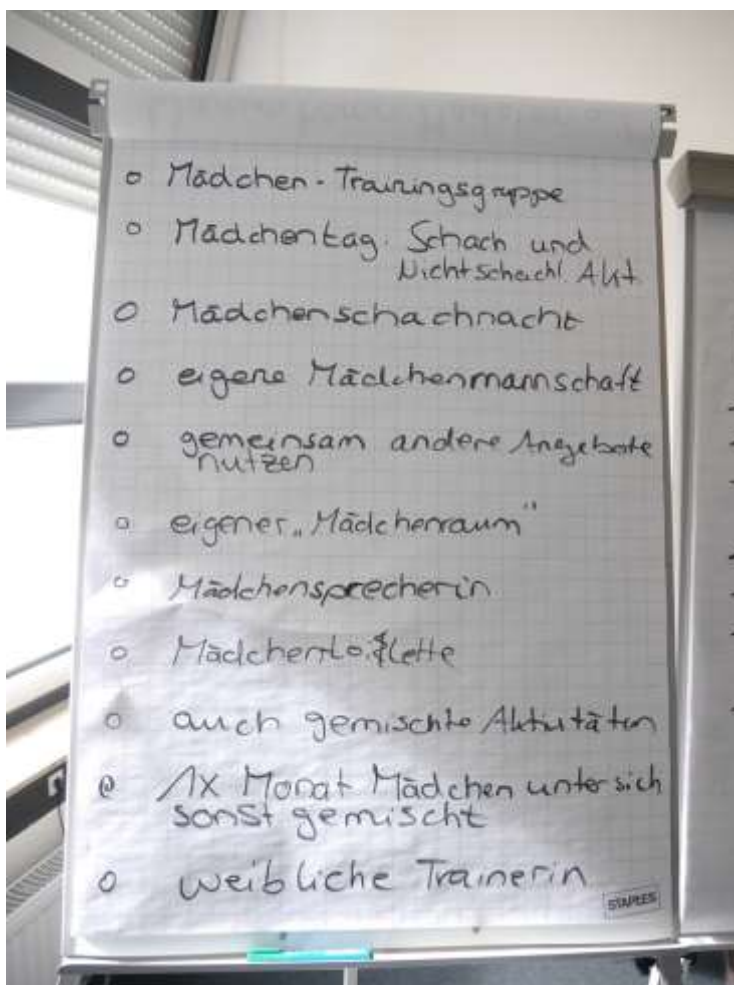 o Mädchen-Trainingsgruppe
o Mädchentag: Schach und
Nichtschachl. Akt.
o Mädchenschachnacht
o eigene Mädchenmannschaft
o gemeinsam andere Angebote
nutzen
o eigener „Mädchenraum"
o Mädchensprecherin
o Mädchentoilette
o auch gemischte Aktivitäten
o 1x Monat Mädchen unter sich
sonst gemischt
o weibliche Trainerin
STAPLES